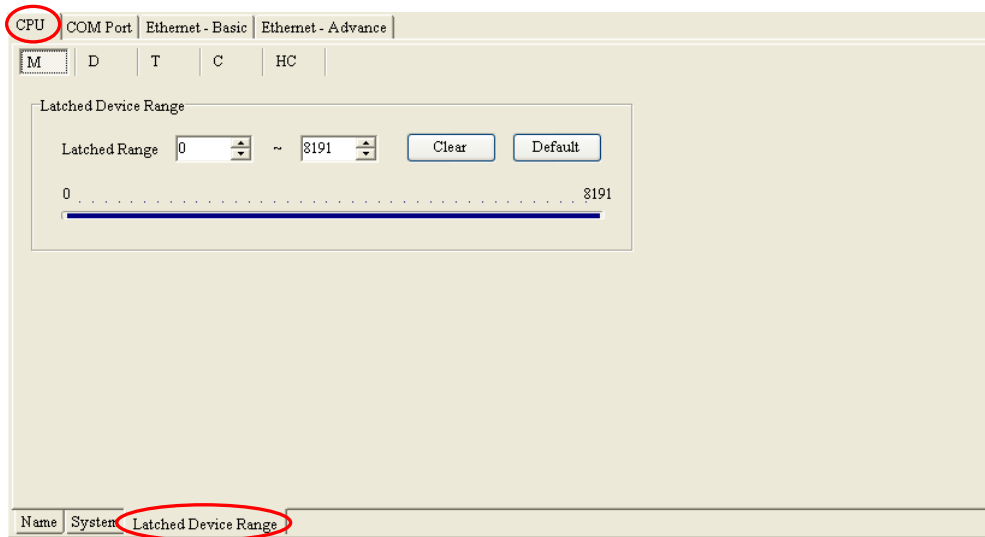 CPU COM Port Ethernet - Basic Ethernet - Advance
M D T C HC
Latched Device Range
Latched Range 0 ~ 8191 Clear Default
0 8191
Name System Latched Device Range